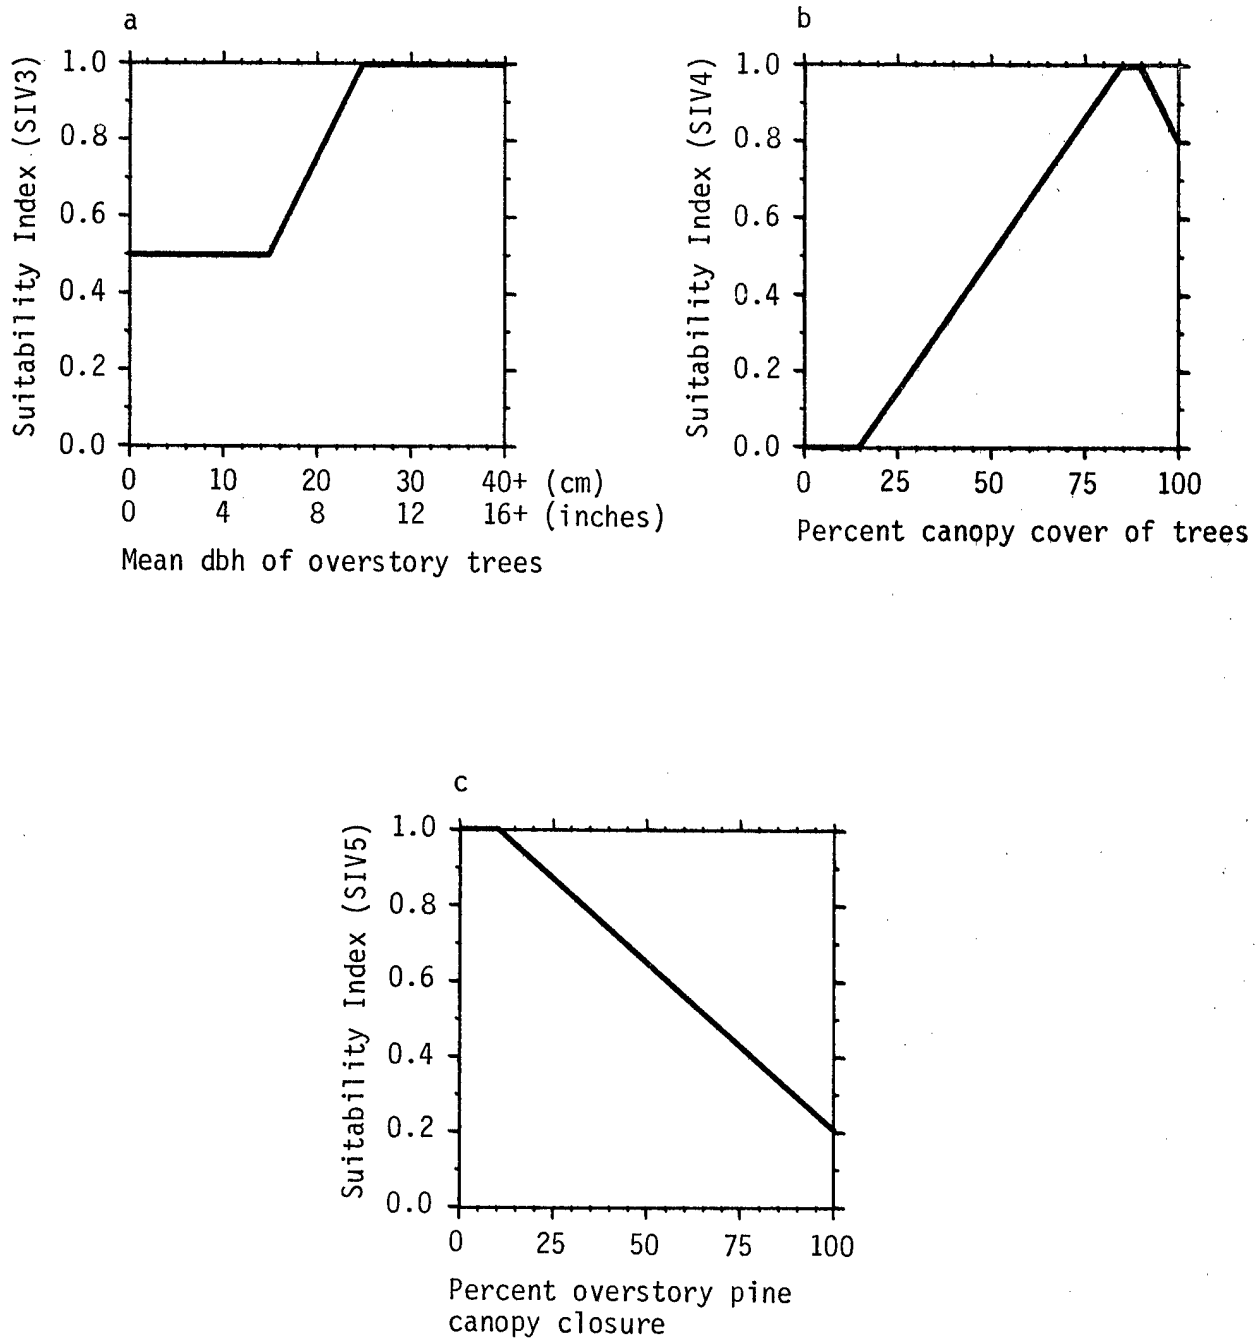 a
Suitability Index (SIV3)
1.0
0.8
0.6
0.4
0.2
0.0
0 10 20 30 40+ (cm)
0 4 8 12 16+ (inches)
Mean dbh of overstory trees
b
Suitability Index (SIV4)
1.0
0.8
0.6
0.4
0.2
0.0
0 25 50 75 100
Percent canopy cover of trees
c
Suitability Index (SIV5)
1.0
0.8
0.6
0.4
0.2
0.0
0 25 50 75 100
Percent overstory pine
canopy closure